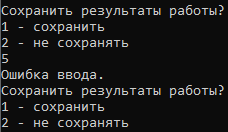 Сохранить результаты работы?
1 - сохранить
2 - не сохранять
5
Ошибка ввода.
Сохранить результаты работы?
1 - сохранить
2 - не сохранять